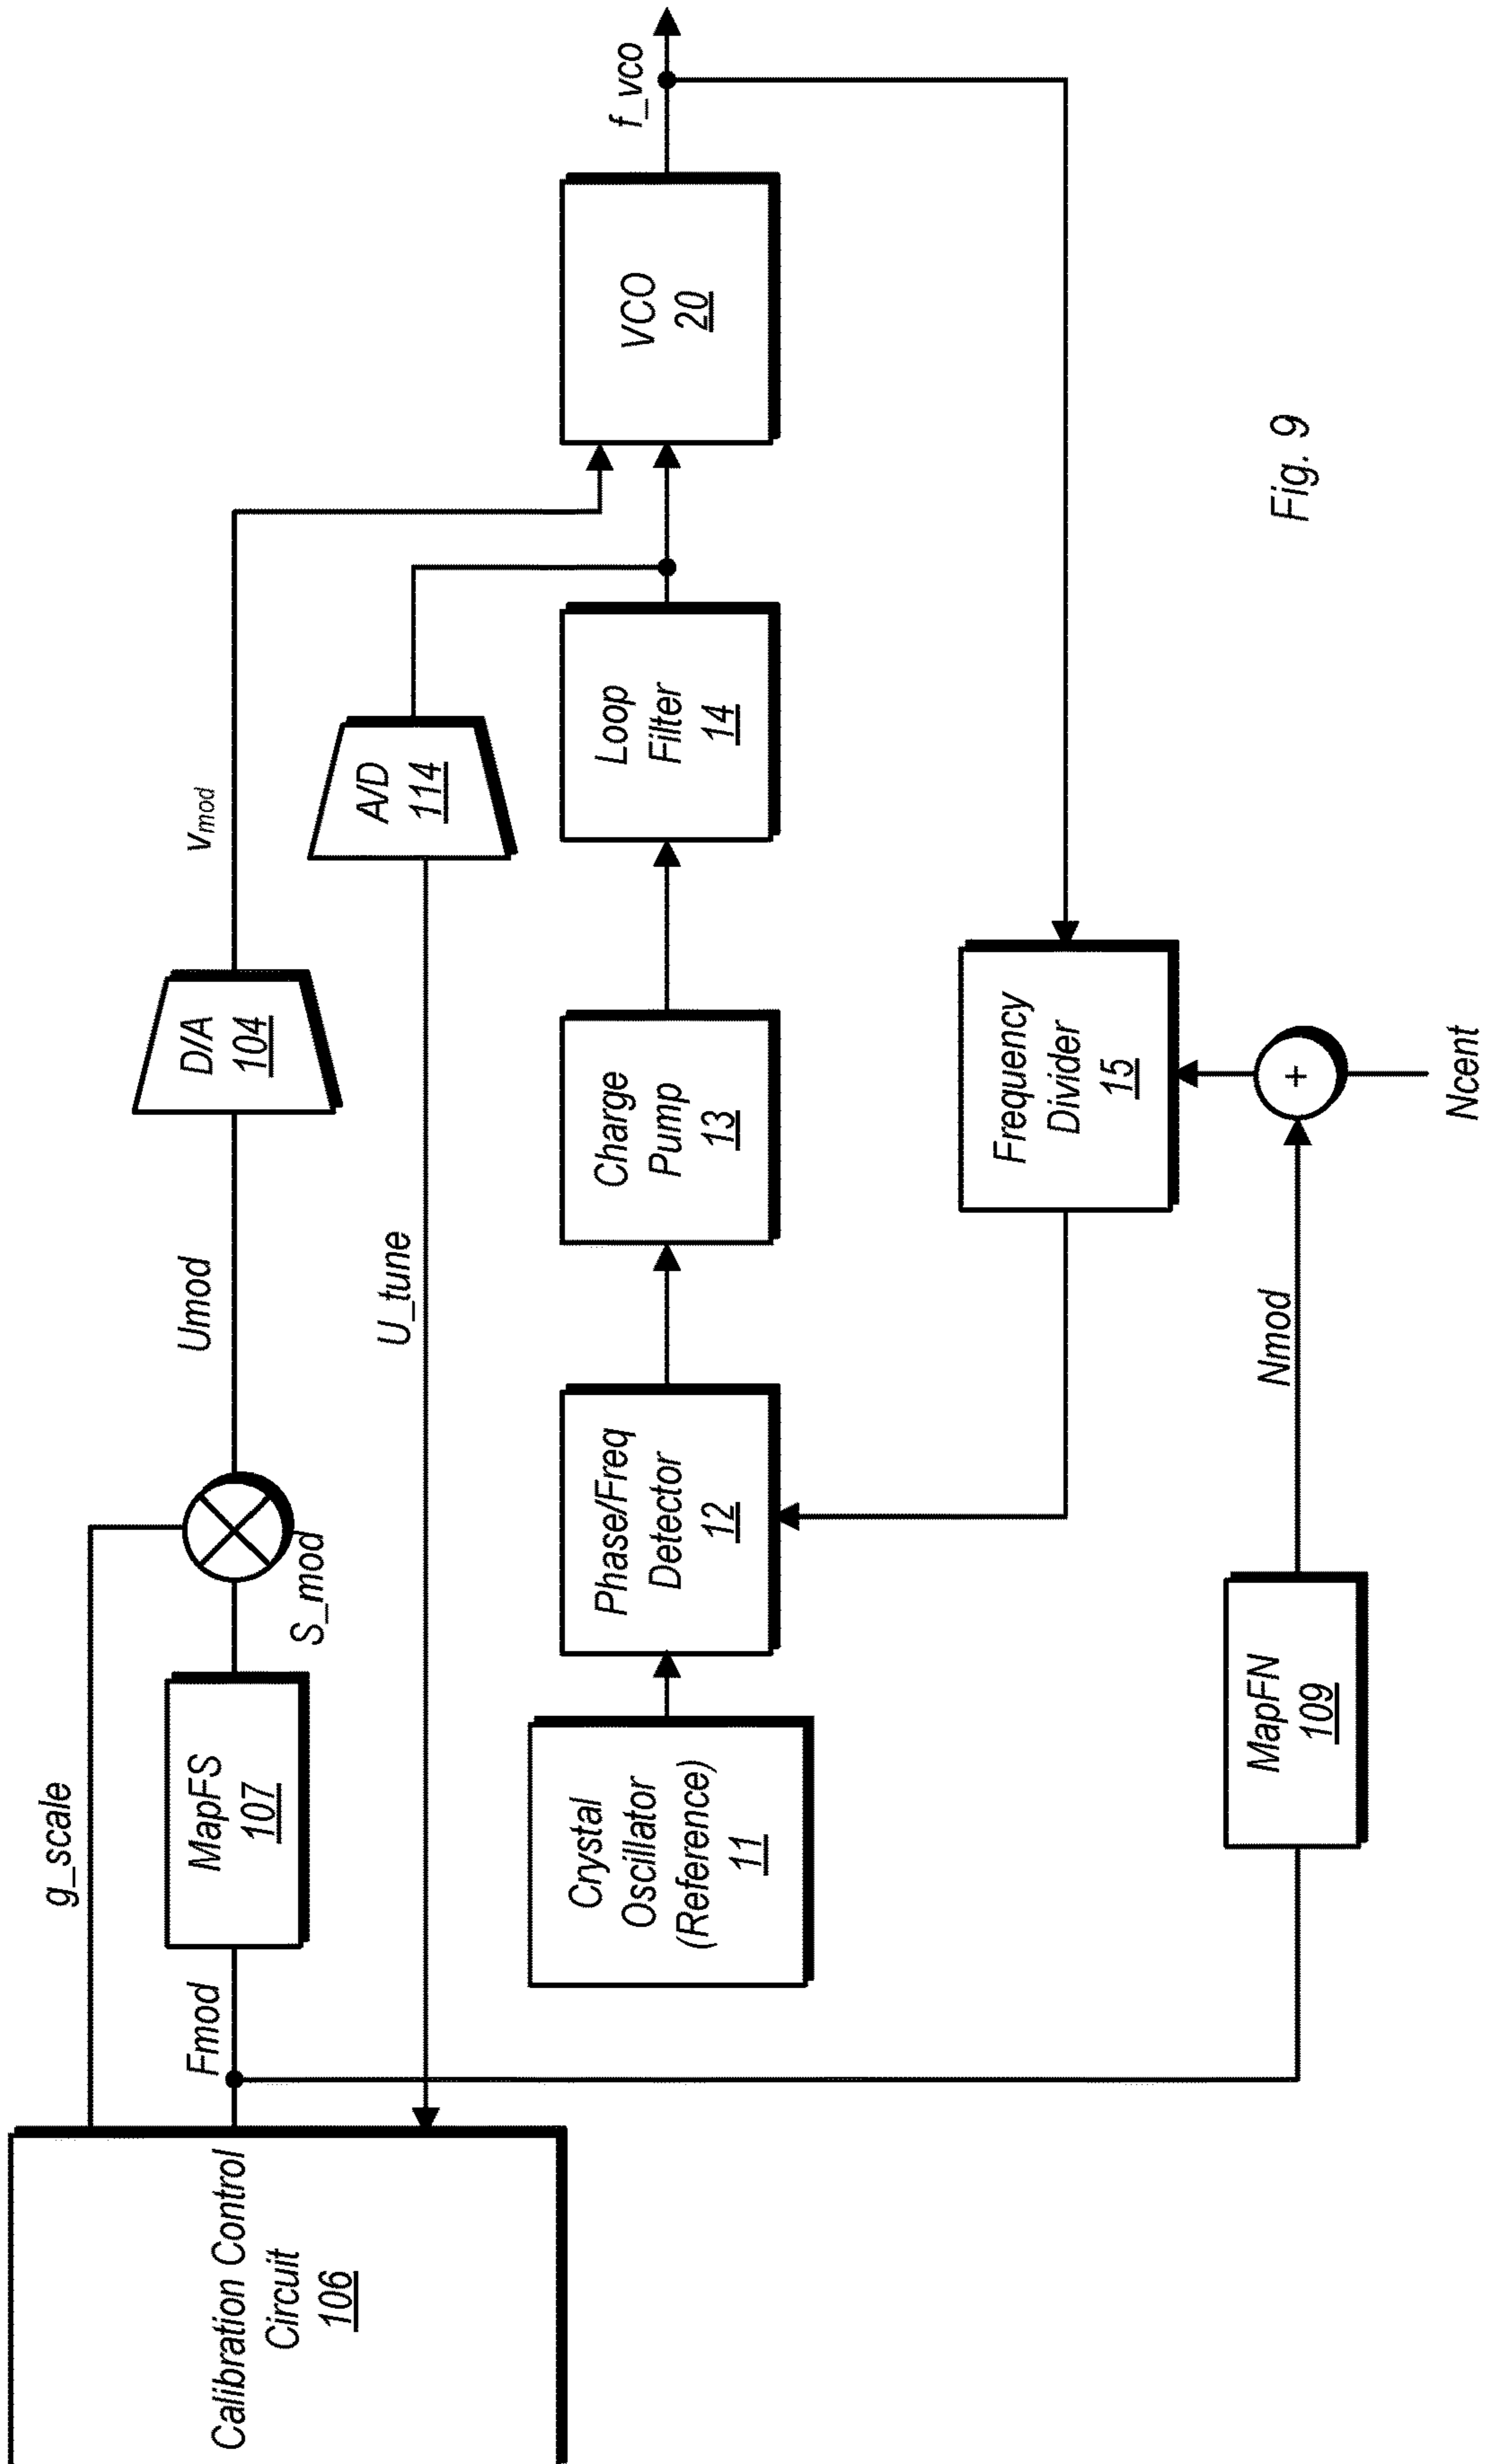 g_scale
Calibration Control
Circuit
106
Fmod
MapFS
107
S_mod
Umod
D/A
104
vmod
U_tune
A/D
114
Crystal
Oscillator
(Reference)
11
Phase/Freq
Detector
12
Charge
Pump
13
Loop
Filter
14
VCO
20
f_vco
MapFN
109
Nmod
+
Ncent
Frequency
Divider
15
Fig. 9